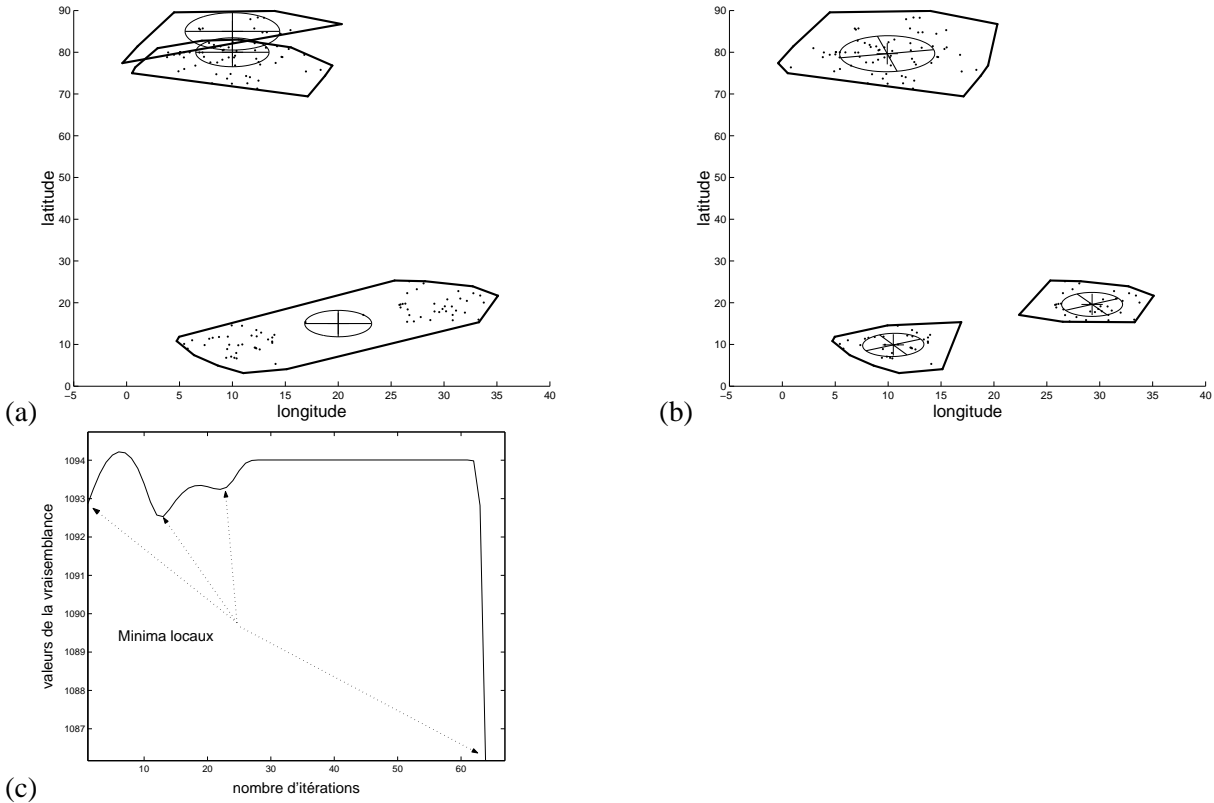 90
80
70
60
50
40
30
20
10
0
latitude
−5 0 5 10 15 20 25 30 35 40
longitude
(a)
90
80
70
60
50
40
30
20
10
0
latitude
−5 0 5 10 15 20 25 30 35 40
longitude
(b)
1094
1093
1092
1091
1090
1089
1088
1087
valeurs de la vraisemblance
Minima locaux
10 20 30 40 50 60
nombre d'itérations
(c)